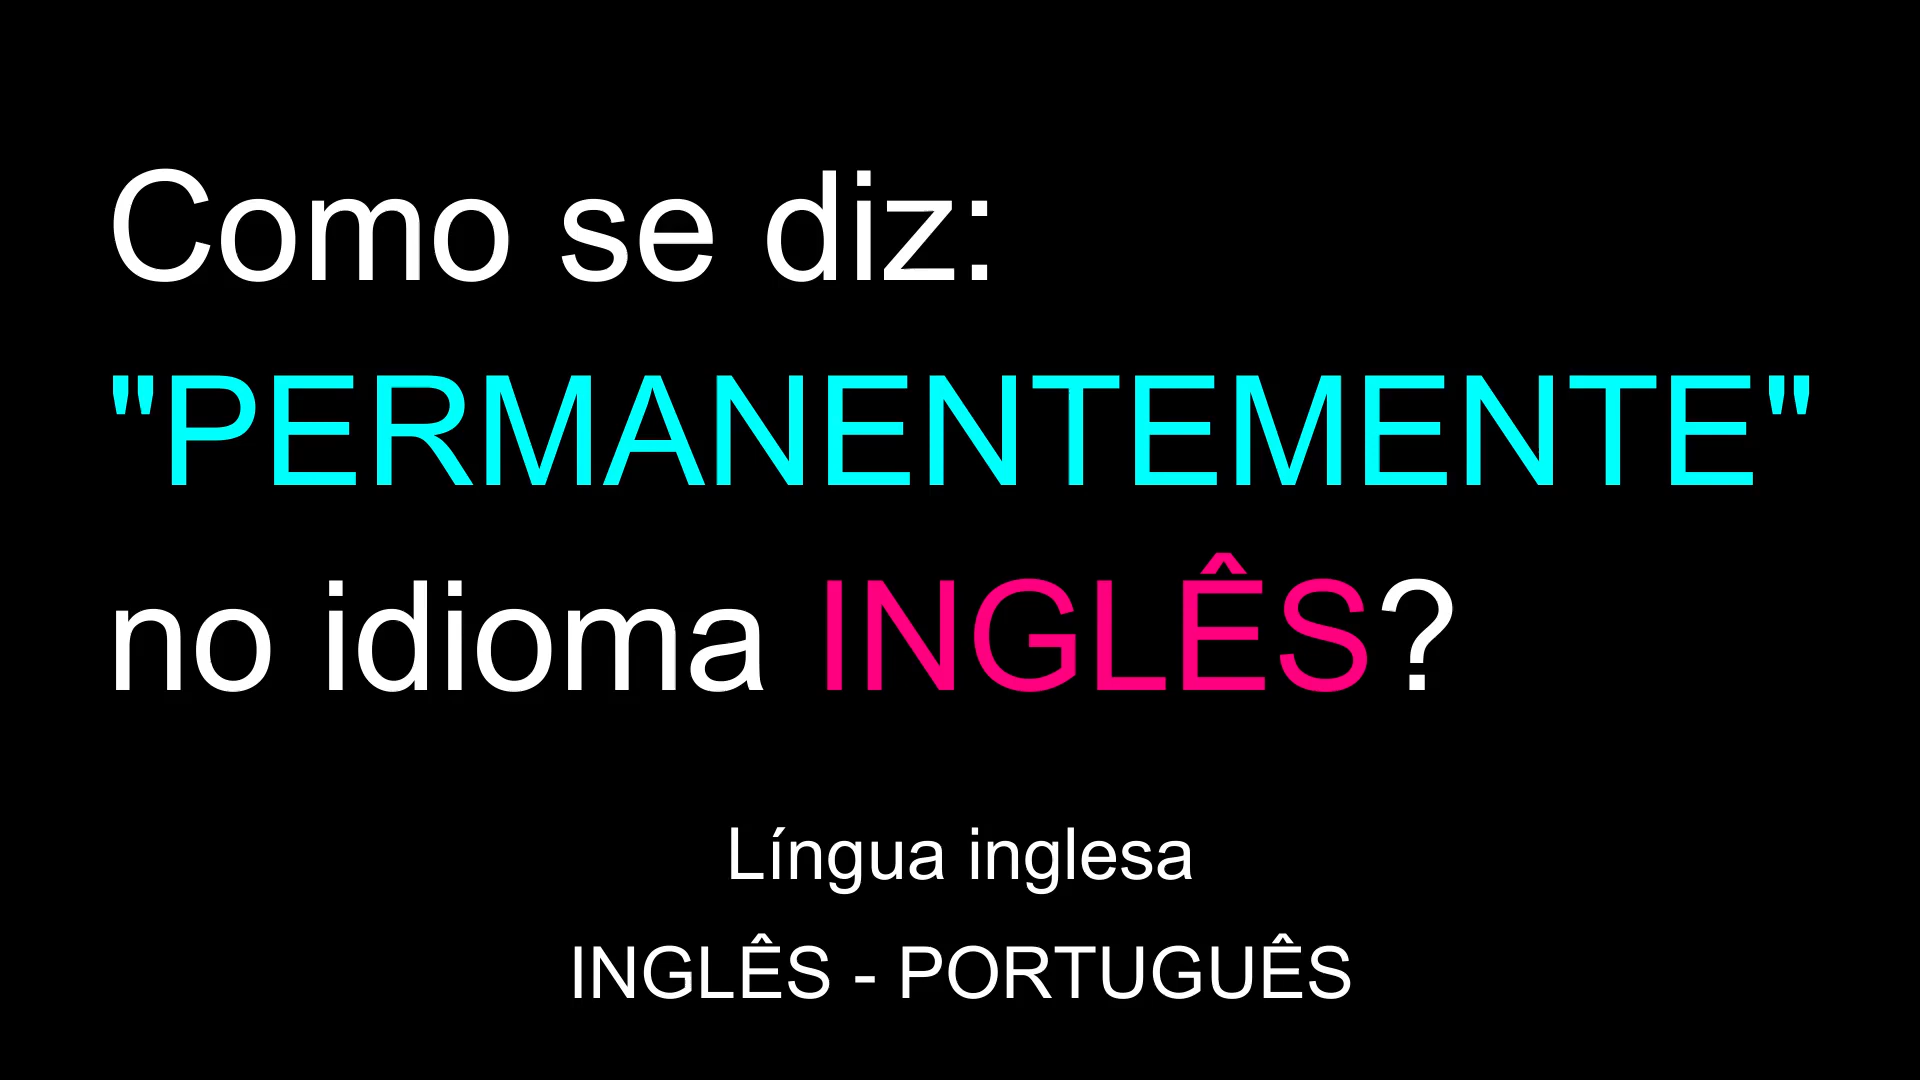 Como se diz:
"PERMANENTEMENTE"
no idioma INGLÊS?
Língua inglesa
INGLÊS - PORTUGUÊS